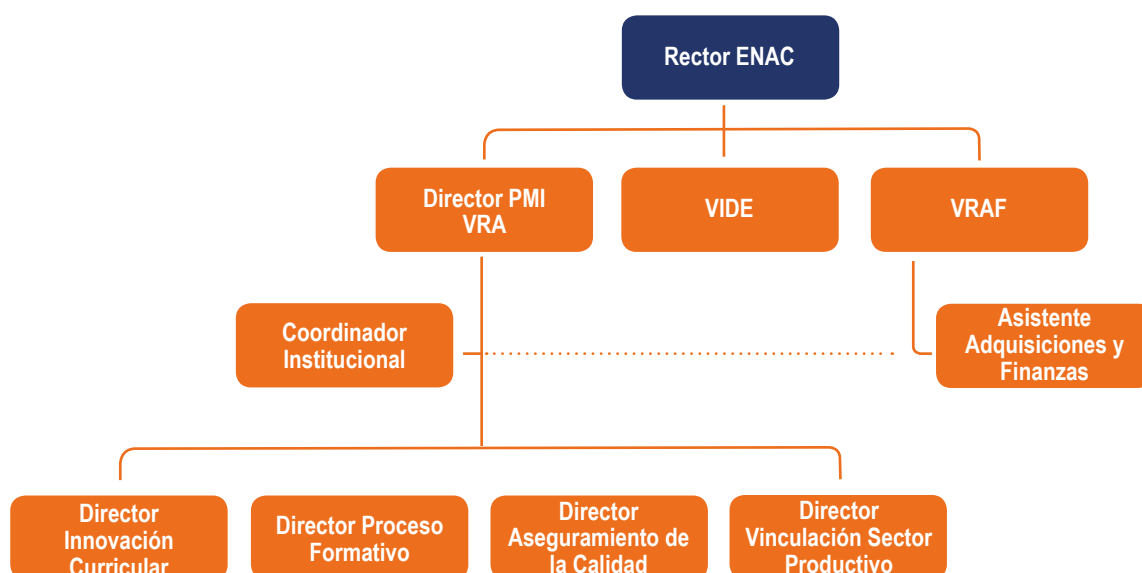 Rector ENAC
Director PMI
VRA
VIDE
VRAF
Coordinador
Institucional
Asistente
Adquisiciones y
Finanzas
Director
Innovación
Curricular
Director Proceso
Formativo
Director
Aseguramiento de
la Calidad
Director
Vinculación Sector
Productivo